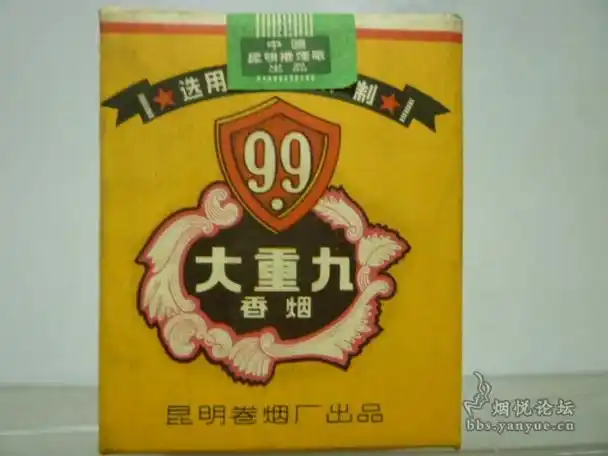 中国
昆明卷烟厂
出品
选用 制
99
大重九
香烟
昆明卷烟厂出品
烟悦论坛
bbs.yanyue.cn